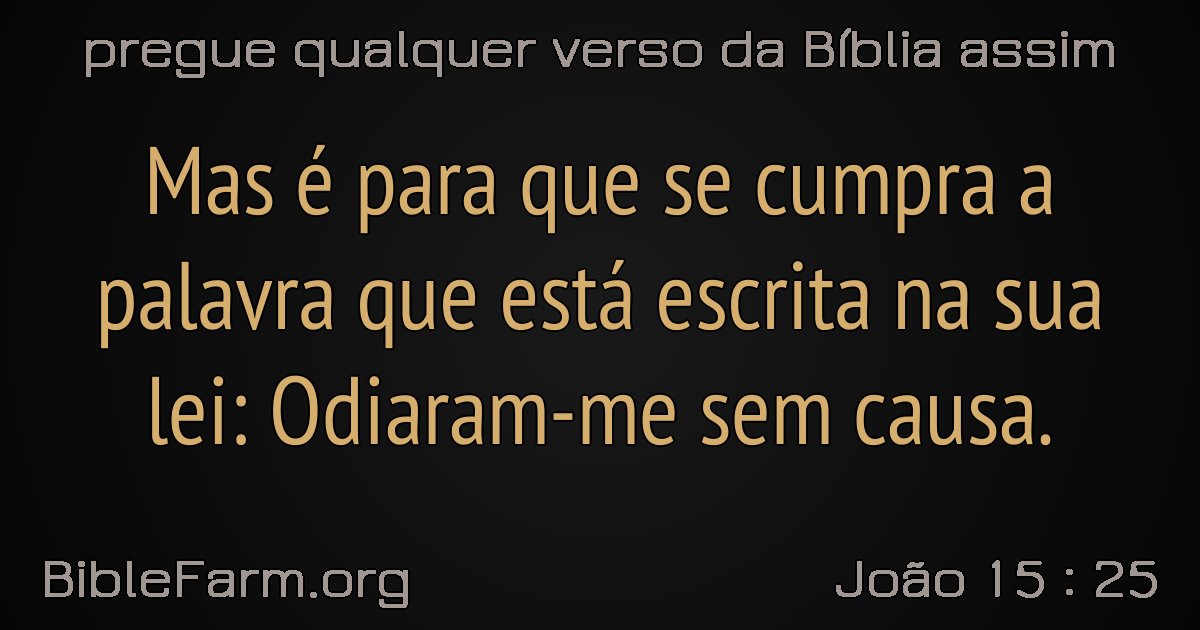 pregue qualquer verso da Bíblia assim
Mas é para que se cumpra a
palavra que está escrita na sua
lei: Odiaram-me sem causa.
BibleFarm.org
João 15 : 25